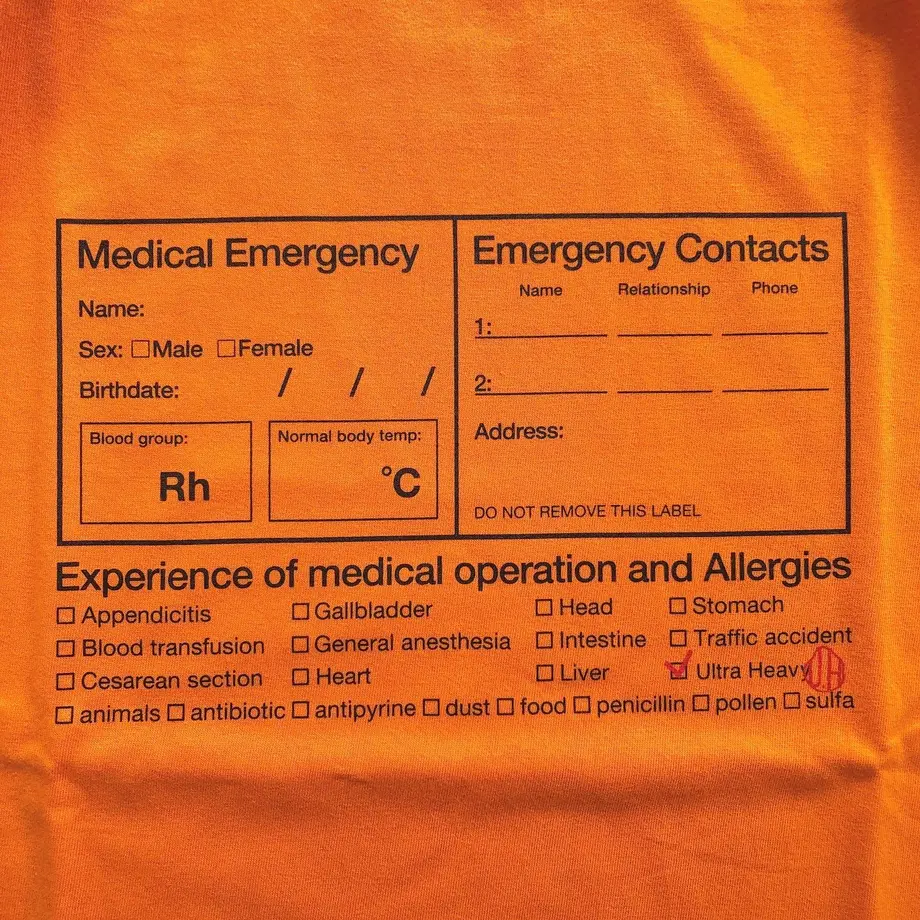 Medical Emergency
Name:
Sex: □Male □Female
Birthdate: / / /
Blood group:
Rh
Normal body temp:
°C
Emergency Contacts
Name Relationship Phone
1:
2:
Address:
DO NOT REMOVE THIS LABEL
Experience of medical operation and Allergies
□ Appendicitis □ Gallbladder □ Head □ Stomach
□ Blood transfusion □ General anesthesia □ Intestine □ Traffic accident
□ Cesarean section □ Heart □ Liver ☑ Ultra Heavy UH
□ animals □ antibiotic □ antipyrine □ dust □ food □ penicillin □ pollen □ sulfa